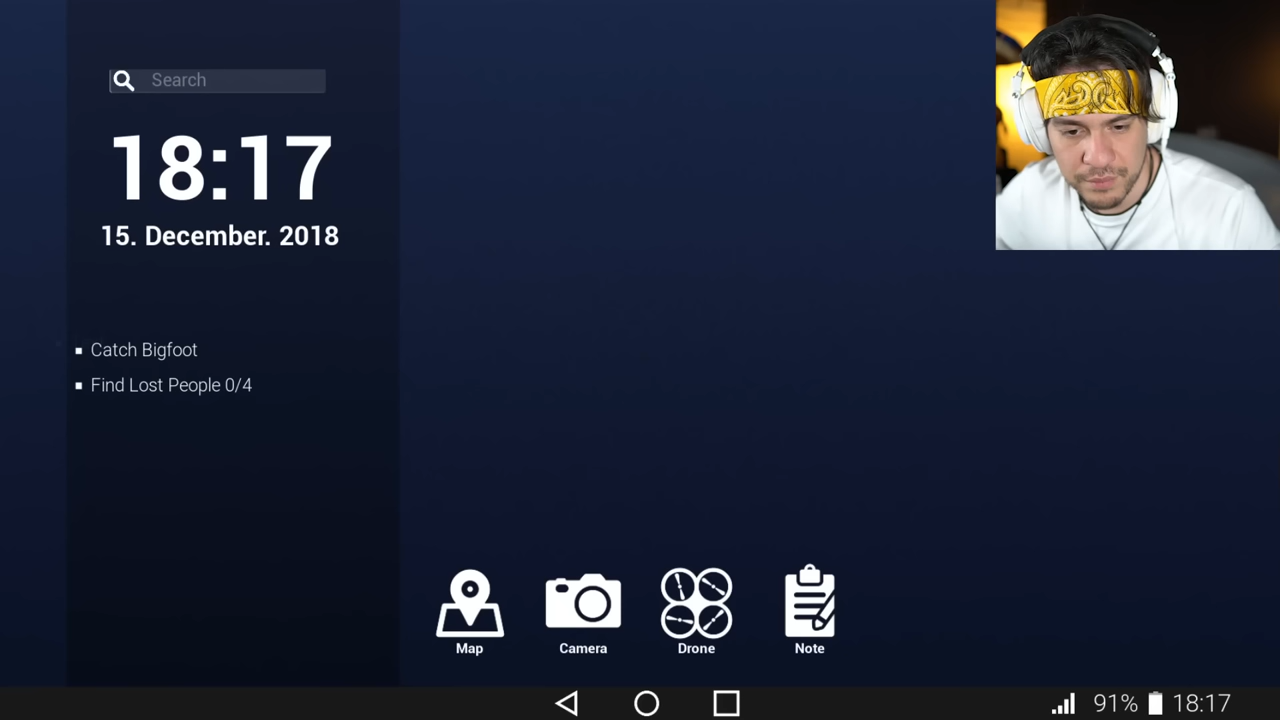 Search
18:17
15. December. 2018
Catch Bigfoot
Find Lost People 0/4
Map
Camera
Drone
Note
91%
18:17